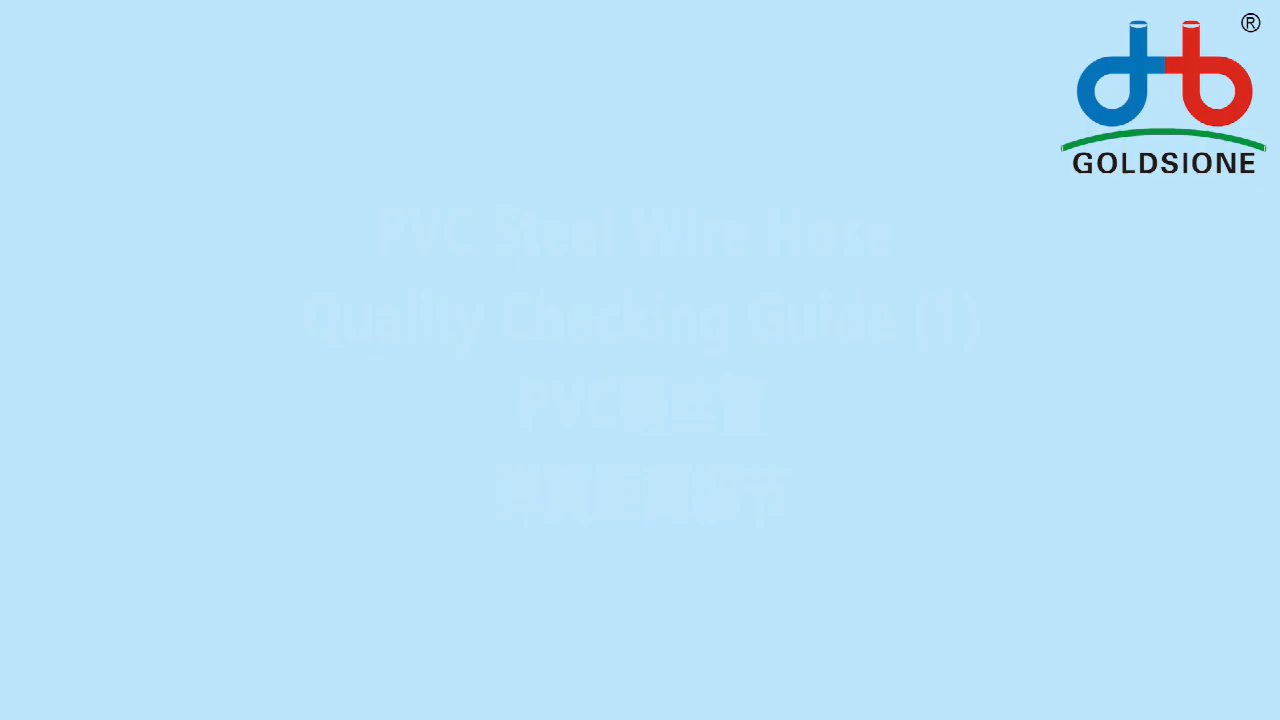 ®
GOLDSIONE
PVC Steel Wire Hose
Quality Checking Guide (1)
PVC钢丝管